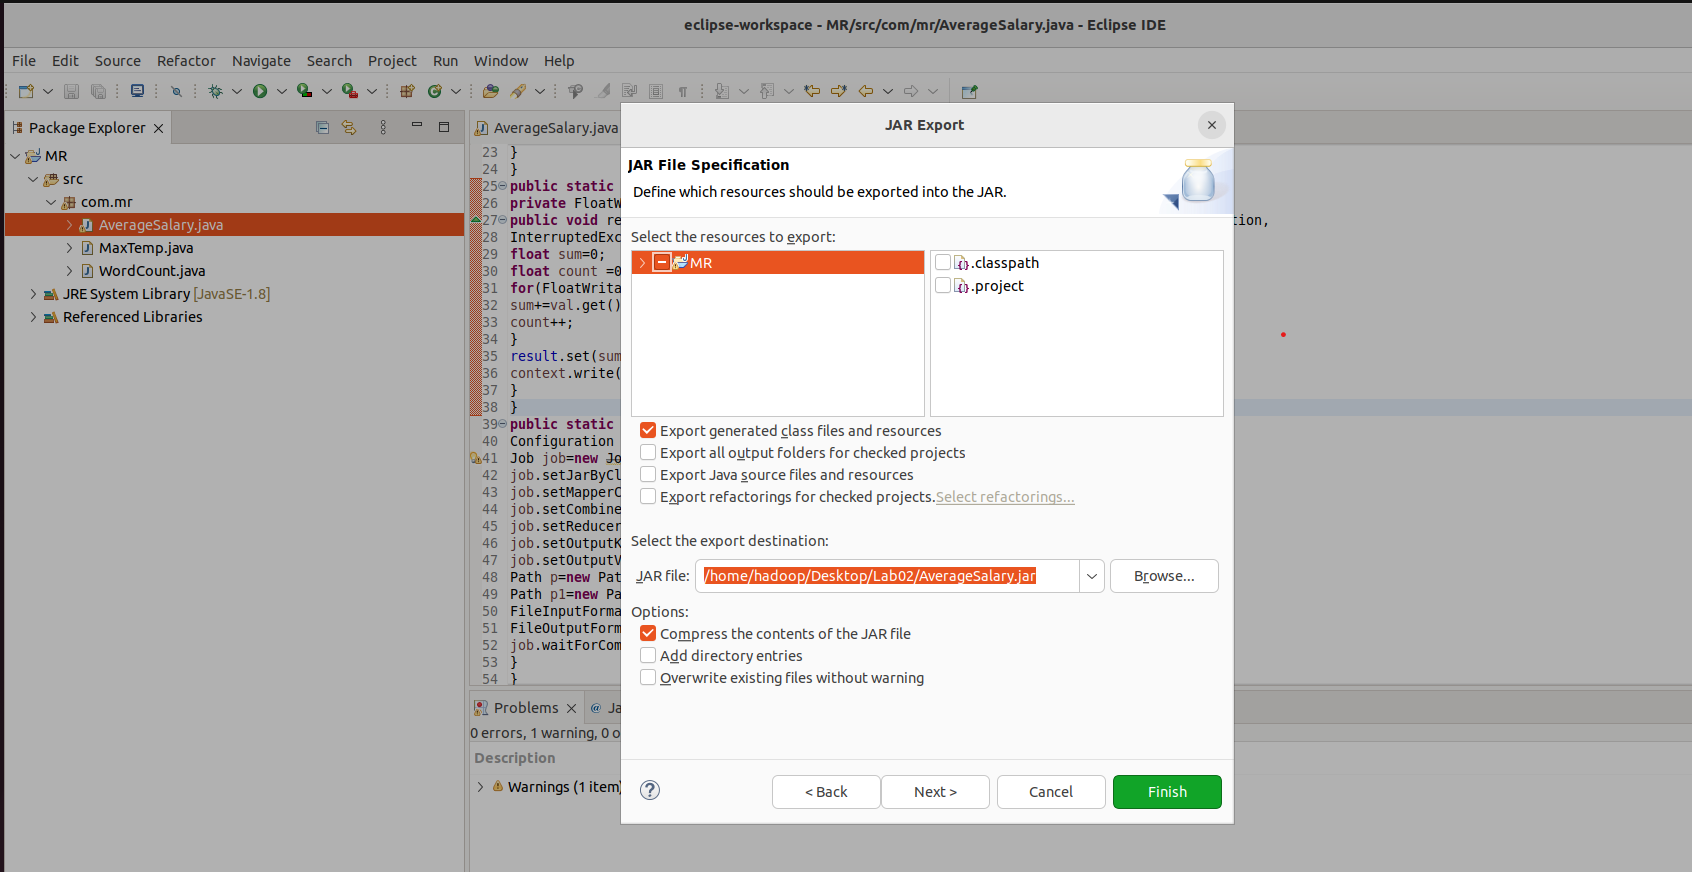 eclipse-workspace - MR/src/com/mr/AverageSalary.java - Eclipse IDE
File Edit Source Refactor Navigate Search Project Run Window Help
Package Explorer
MR
src
com.mr
AverageSalary.java
MaxTemp.java
WordCount.java
JRE System Library [JavaSE-1.8]
Referenced Libraries
AverageSalary.java
23 }
24 }
25 public static
26 private FloatW
27 public void re
tion,
28 InterruptedExc
29 float sum=0;
30 float count =0
31 for(FloatWrita
32 sum+=val.get()
33 count++;
34 }
35 result.set(sum
36 context.write(
37 }
38 }
39 public static
40 Configuration
41 Job job=new Jo
42 job.setJarByCl
43 job.setMapperC
44 job.setCombine
45 job.setReducer
46 job.setOutputK
47 job.setOutputV
48 Path p=new Pat
49 Path p1=new Pa
50 FileInputForma
51 FileOutputForm
52 job.waitForCom
53 }
54 }
Problems @ Ja
0 errors, 1 warning, 0 o
Description
Warnings (1 item)
JAR Export
JAR File Specification
Define which resources should be exported into the JAR.
Select the resources to export:
MR
.classpath
.project
Export generated class files and resources
Export all output folders for checked projects
Export Java source files and resources
Export refactorings for checked projects. Select refactorings...
Select the export destination:
JAR file: /home/hadoop/Desktop/Lab02/AverageSalary.jar Browse...
Options:
Compress the contents of the JAR file
Add directory entries
Overwrite existing files without warning
? < Back Next > Cancel Finish